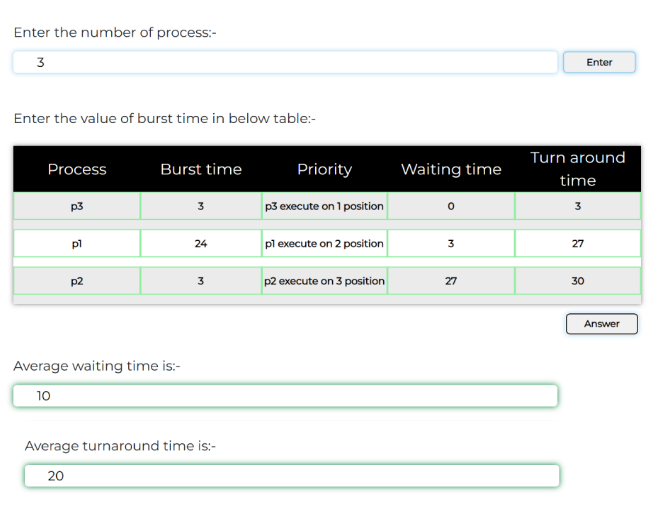 Enter the number of process:-
3 Enter
Enter the value of burst time in below table:-
Process Burst time Priority Waiting time Turn around time
p3 3 p3 execute on 1 position 0 3
p1 24 p1 execute on 2 position 3 27
p2 3 p2 execute on 3 position 27 30
Answer
Average waiting time is:-
10
Average turnaround time is:-
20